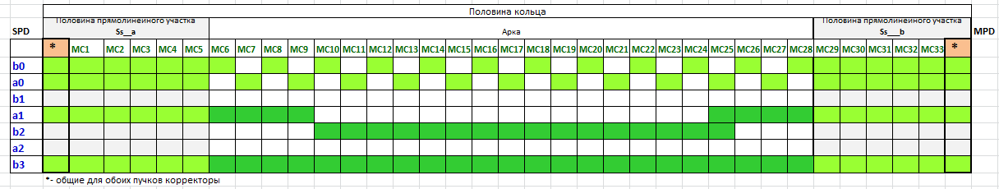 Половина кольца
Половина прямолинейного участка Половина прямолинейного участка
SPD Ss__a Арка Ss___b MPD
* MC1 MC2 MC3 MC4 MC5 MC6 MC7 MC8 MC9 MC10 MC11 MC12 MC13 MC14 MC15 MC16 MC17 MC18 MC19 MC20 MC21 MC22 MC23 MC24 MC25 MC26 MC27 MC28 MC29 MC30 MC31 MC32 MC33 *
b0
a0
b1
a1
b2
a2
b3
*- общие для обоих пучков корректоры